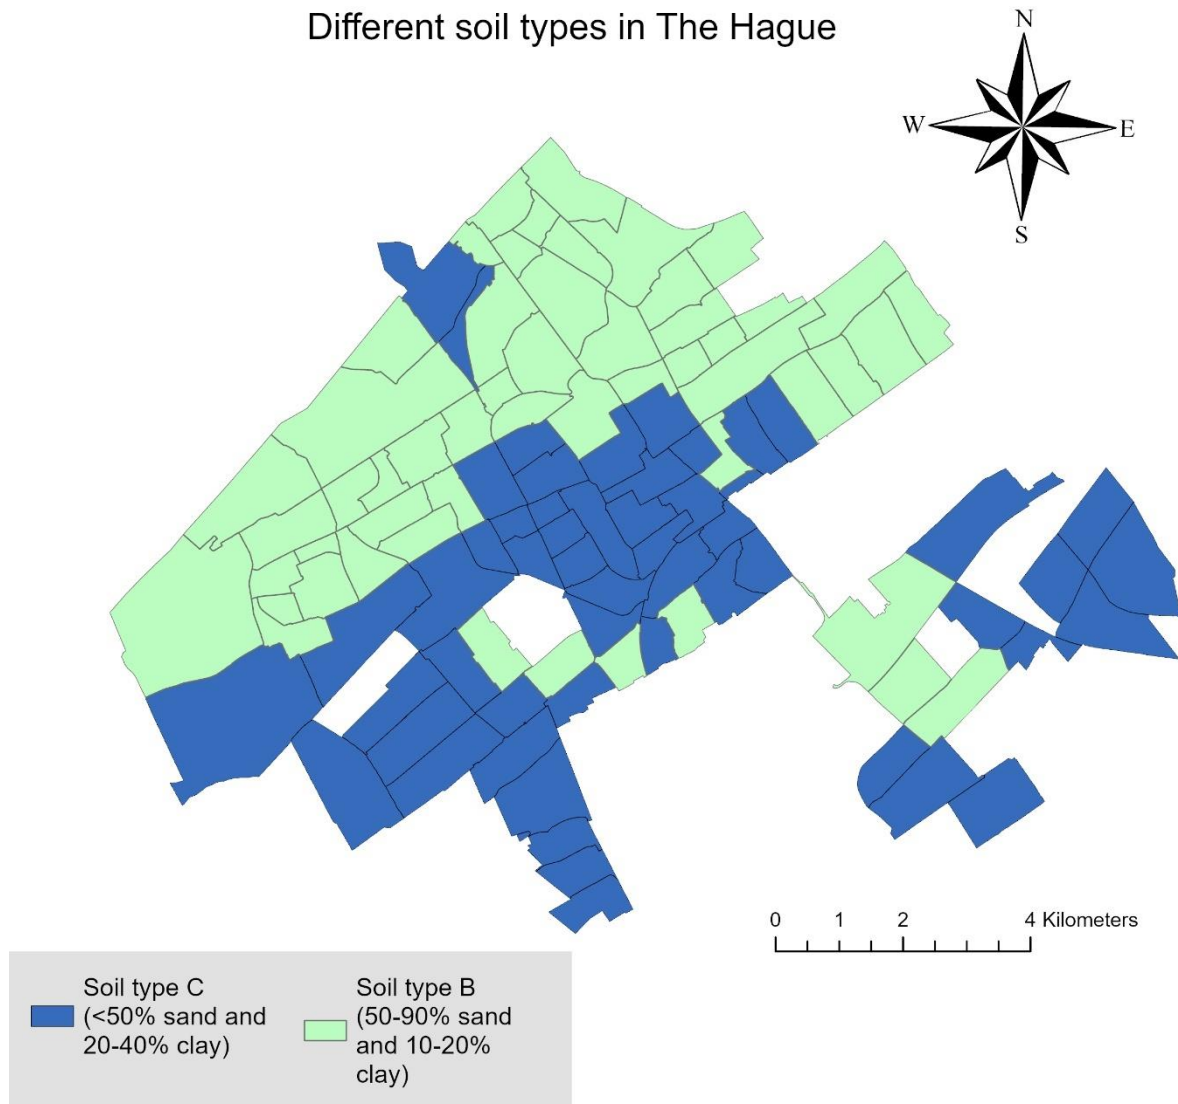 Different soil types in The Hague
N
W
E
S
0 1 2 4 Kilometers
Soil type C
(<50% sand and
20-40% clay)
Soil type B
(50-90% sand
and 10-20%
clay)